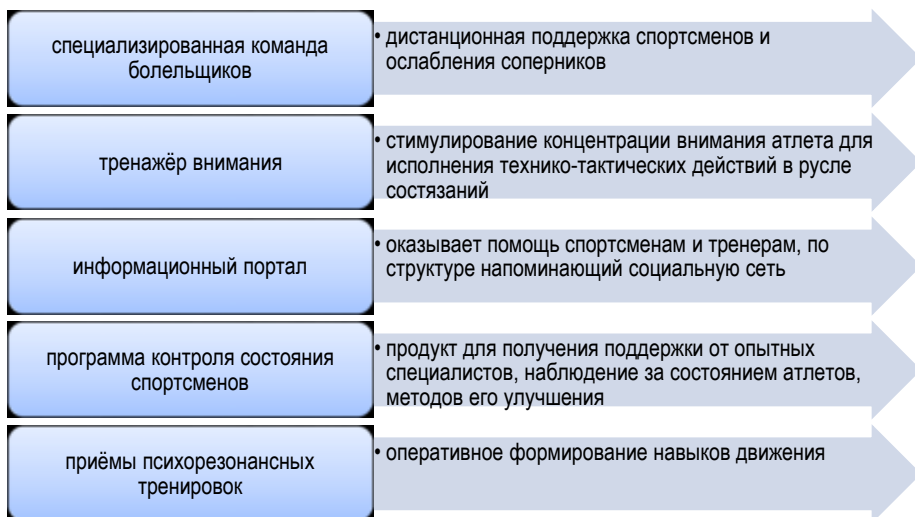 специализированная команда
болельщиков
• дистанционная поддержка спортсменов и
ослабления соперников
тренажёр внимания
• стимулирование концентрации внимания атлета для
исполнения технико-тактических действий в русле
состязаний
информационный портал
• оказывает помощь спортсменам и тренерам, по
структуре напоминающий социальную сеть
программа контроля состояния
спортсменов
• продукт для получения поддержки от опытных
специалистов, наблюдение за состоянием атлетов,
методов его улучшения
приёмы психорезонансных
тренировок
• оперативное формирование навыков движения